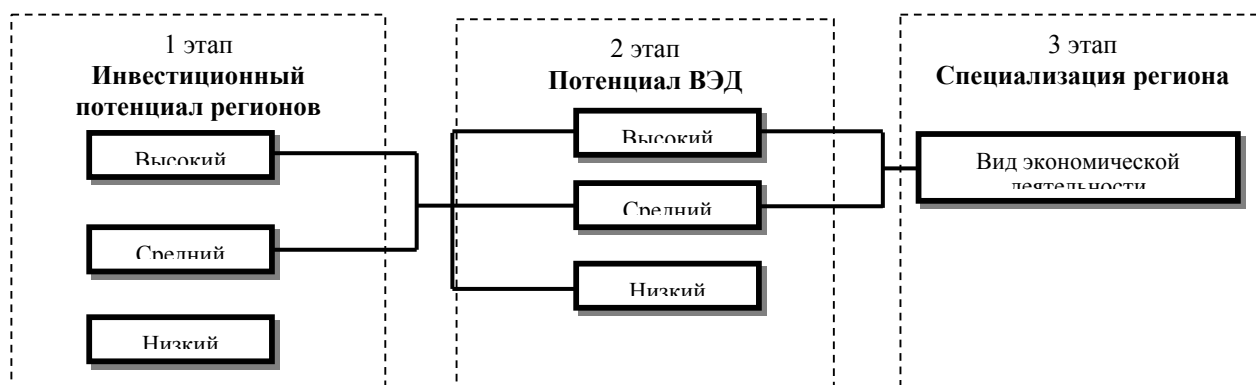 1 этап
Инвестиционный
потенциал регионов
Высокий
Средний
Низкий
2 этап
Потенциал ВЭД
Высокий
Средний
Низкий
3 этап
Специализация региона
Вид экономической
деятельности